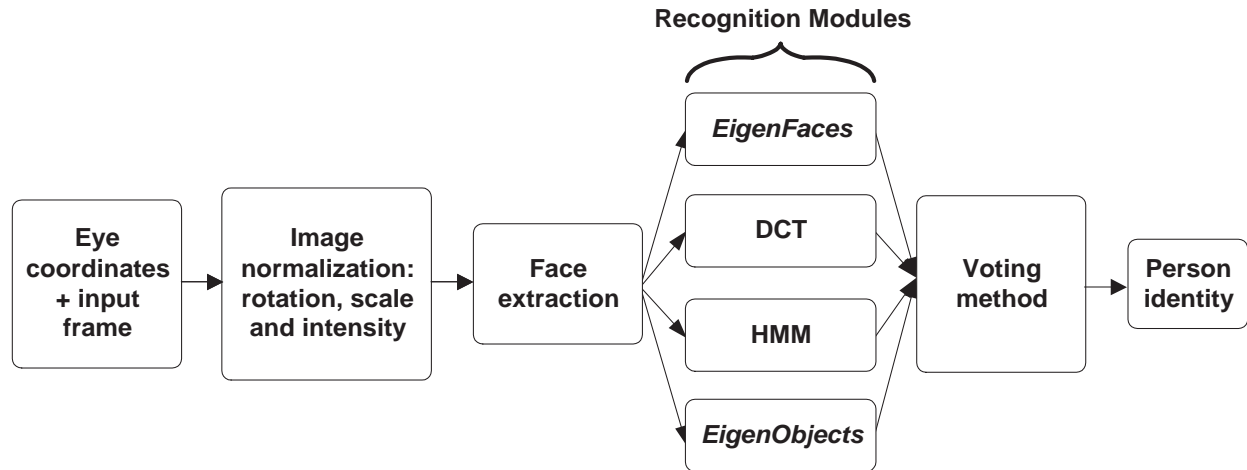 Recognition Modules
Eye
coordinates
+ input
frame
Image
normalization:
rotation, scale
and intensity
Face
extraction
EigenFaces
DCT
HMM
EigenObjects
Voting
method
Person
identity